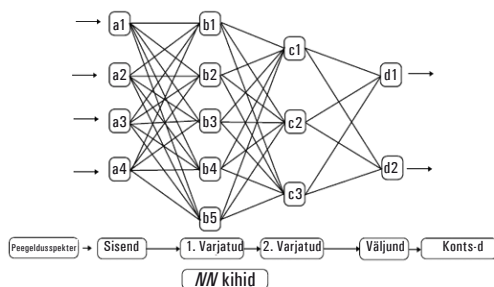 a1 b1
c1
a2 b2 d1
a3 b3 c2
a4 b4 d2
c3
b5
Peegeldusspekter Sisend 1. Varjatud 2. Varjatud Väljund Konts-d
NN kihid